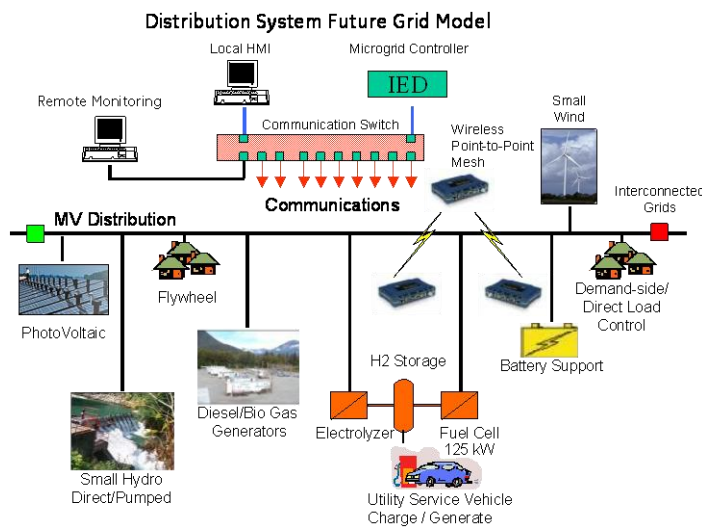 Distribution System Future Grid Model
Local HMI
Microgrid Controller
IED
Remote Monitoring
Communication Switch
Wireless
Point-to-Point
Mesh
Small
Wind
Communications
Interconnected
Grids
MV Distribution
PhotoVoltaic
Flywheel
Demand-side/
Direct Load
Control
Battery Support
H2 Storage
Diesel/Bio Gas
Generators
Electrolyzer
Fuel Cell
125 kW
Small Hydro
Direct/Pumped
Utility Service Vehicle
Charge / Generate